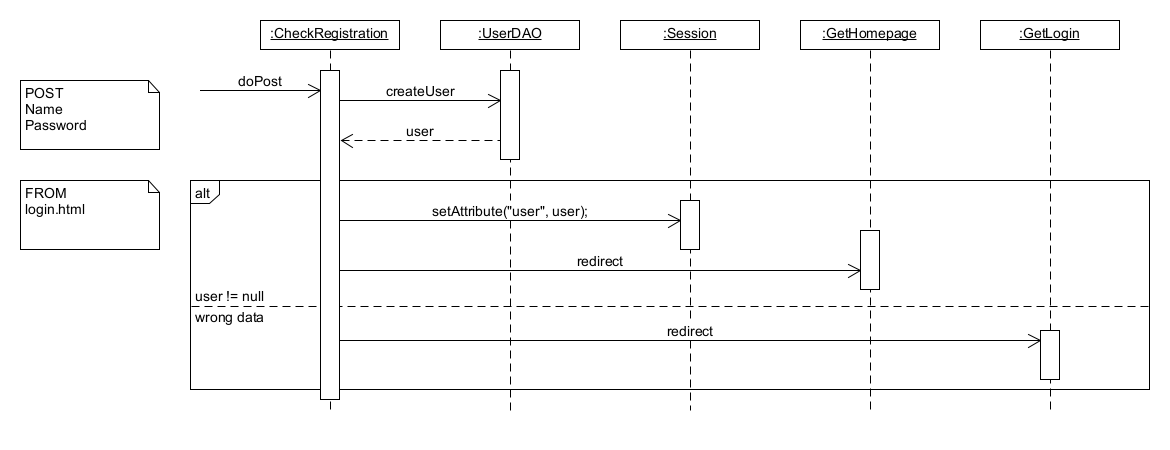 :CheckRegistration
:UserDAO
:Session
:GetHomepage
:GetLogin
doPost
POST
Name
Password
createUser
user
FROM
login.html
alt
setAttribute("user", user);
redirect
user != null
wrong data
redirect